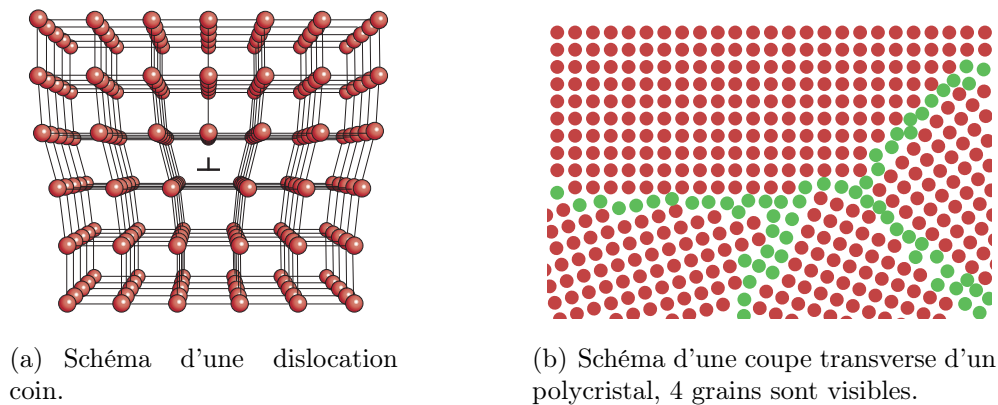 (a) Schéma d'une dislocation
coin.
(b) Schéma d'une coupe transverse d'un
polycristal, 4 grains sont visibles.